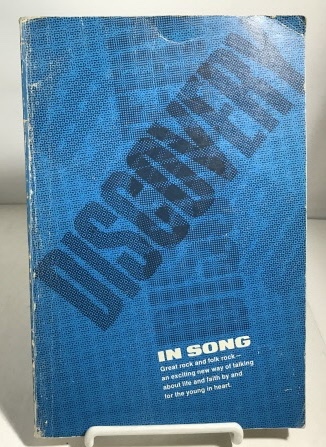 DISCOVERY
IN SONG
Great rock and folk rock —
an exciting new way of talking
about life and faith by and
for the young in heart.